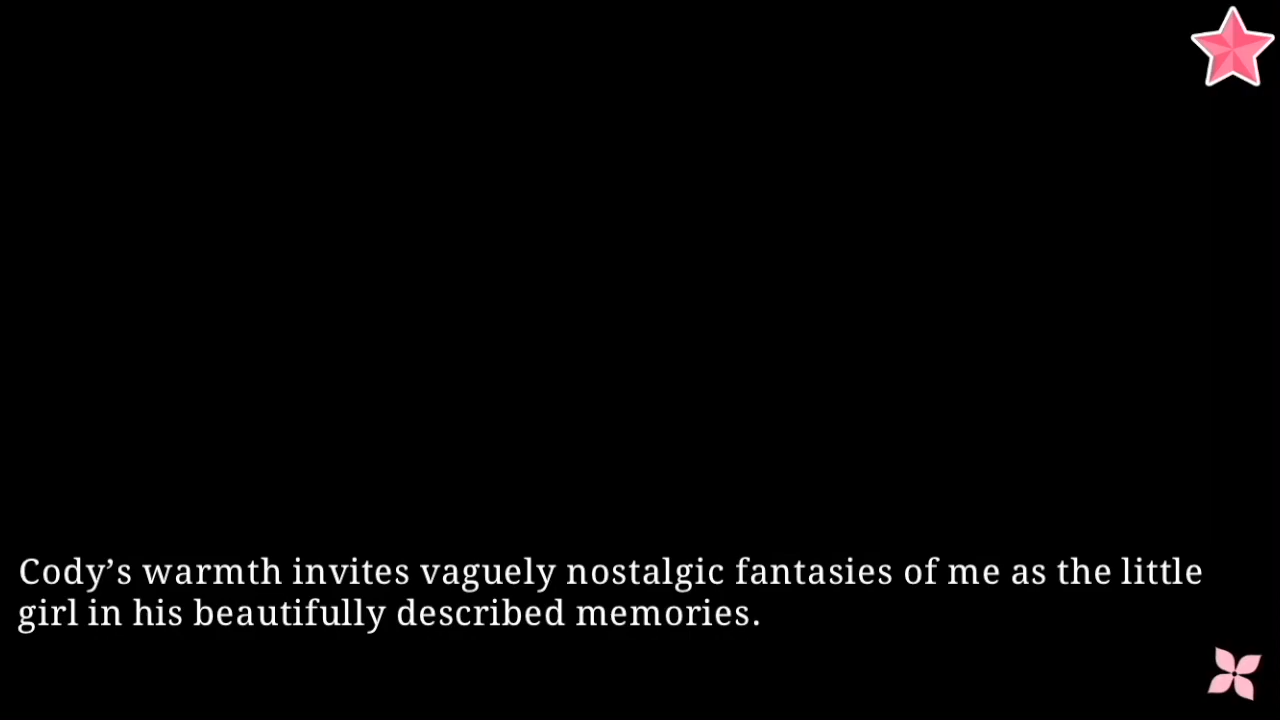 Cody’s warmth invites vaguely nostalgic fantasies of me as the little
girl in his beautifully described memories.